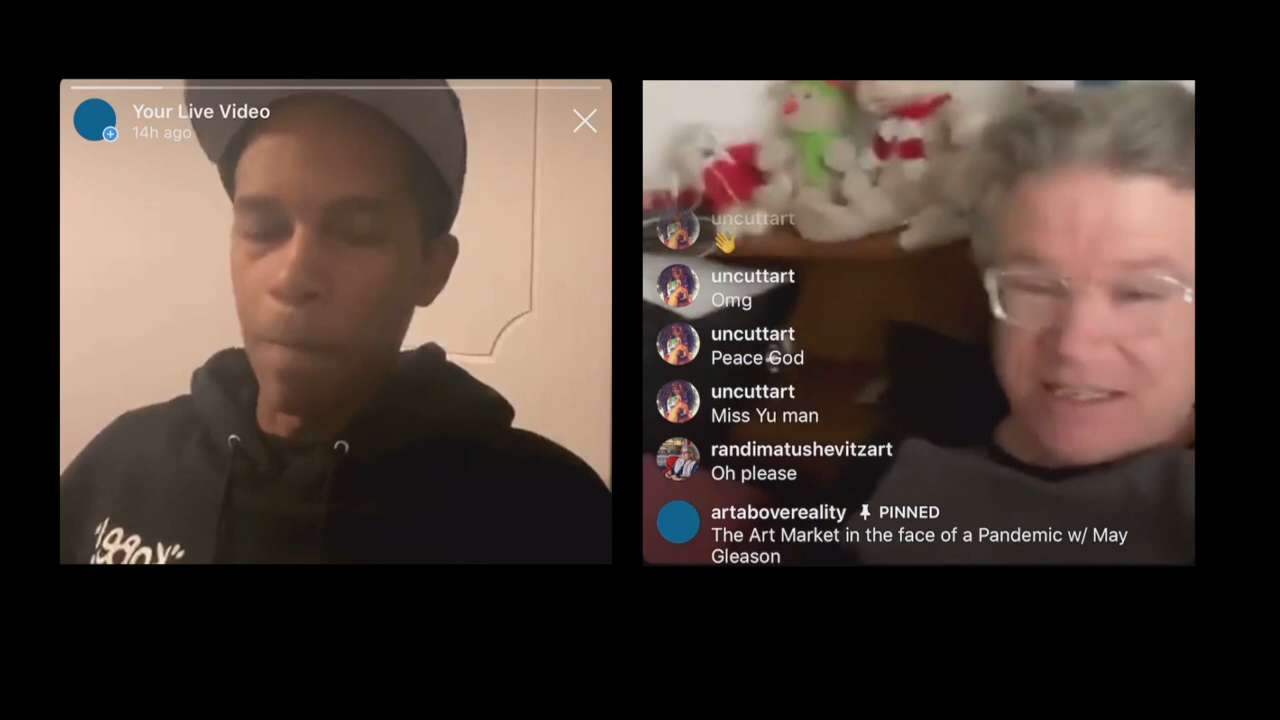 Your Live Video
14h ago
uncuttart
👋
uncuttart
Omg
uncuttart
Peace God
uncuttart
Miss Yu man
randimatushevitzart
Oh please
artabovereality PINNED
The Art Market in the face of a Pandemic w/ May
Gleason